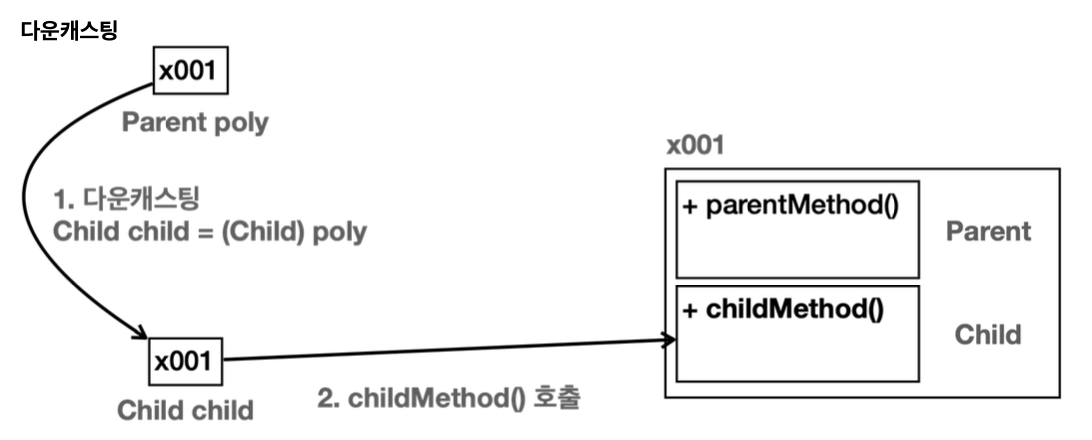 다운캐스팅
x001
Parent poly
1. 다운캐스팅
Child child = (Child) poly
x001
Child child
2. childMethod() 호출
x001
+ parentMethod()
Parent
+ childMethod()
Child